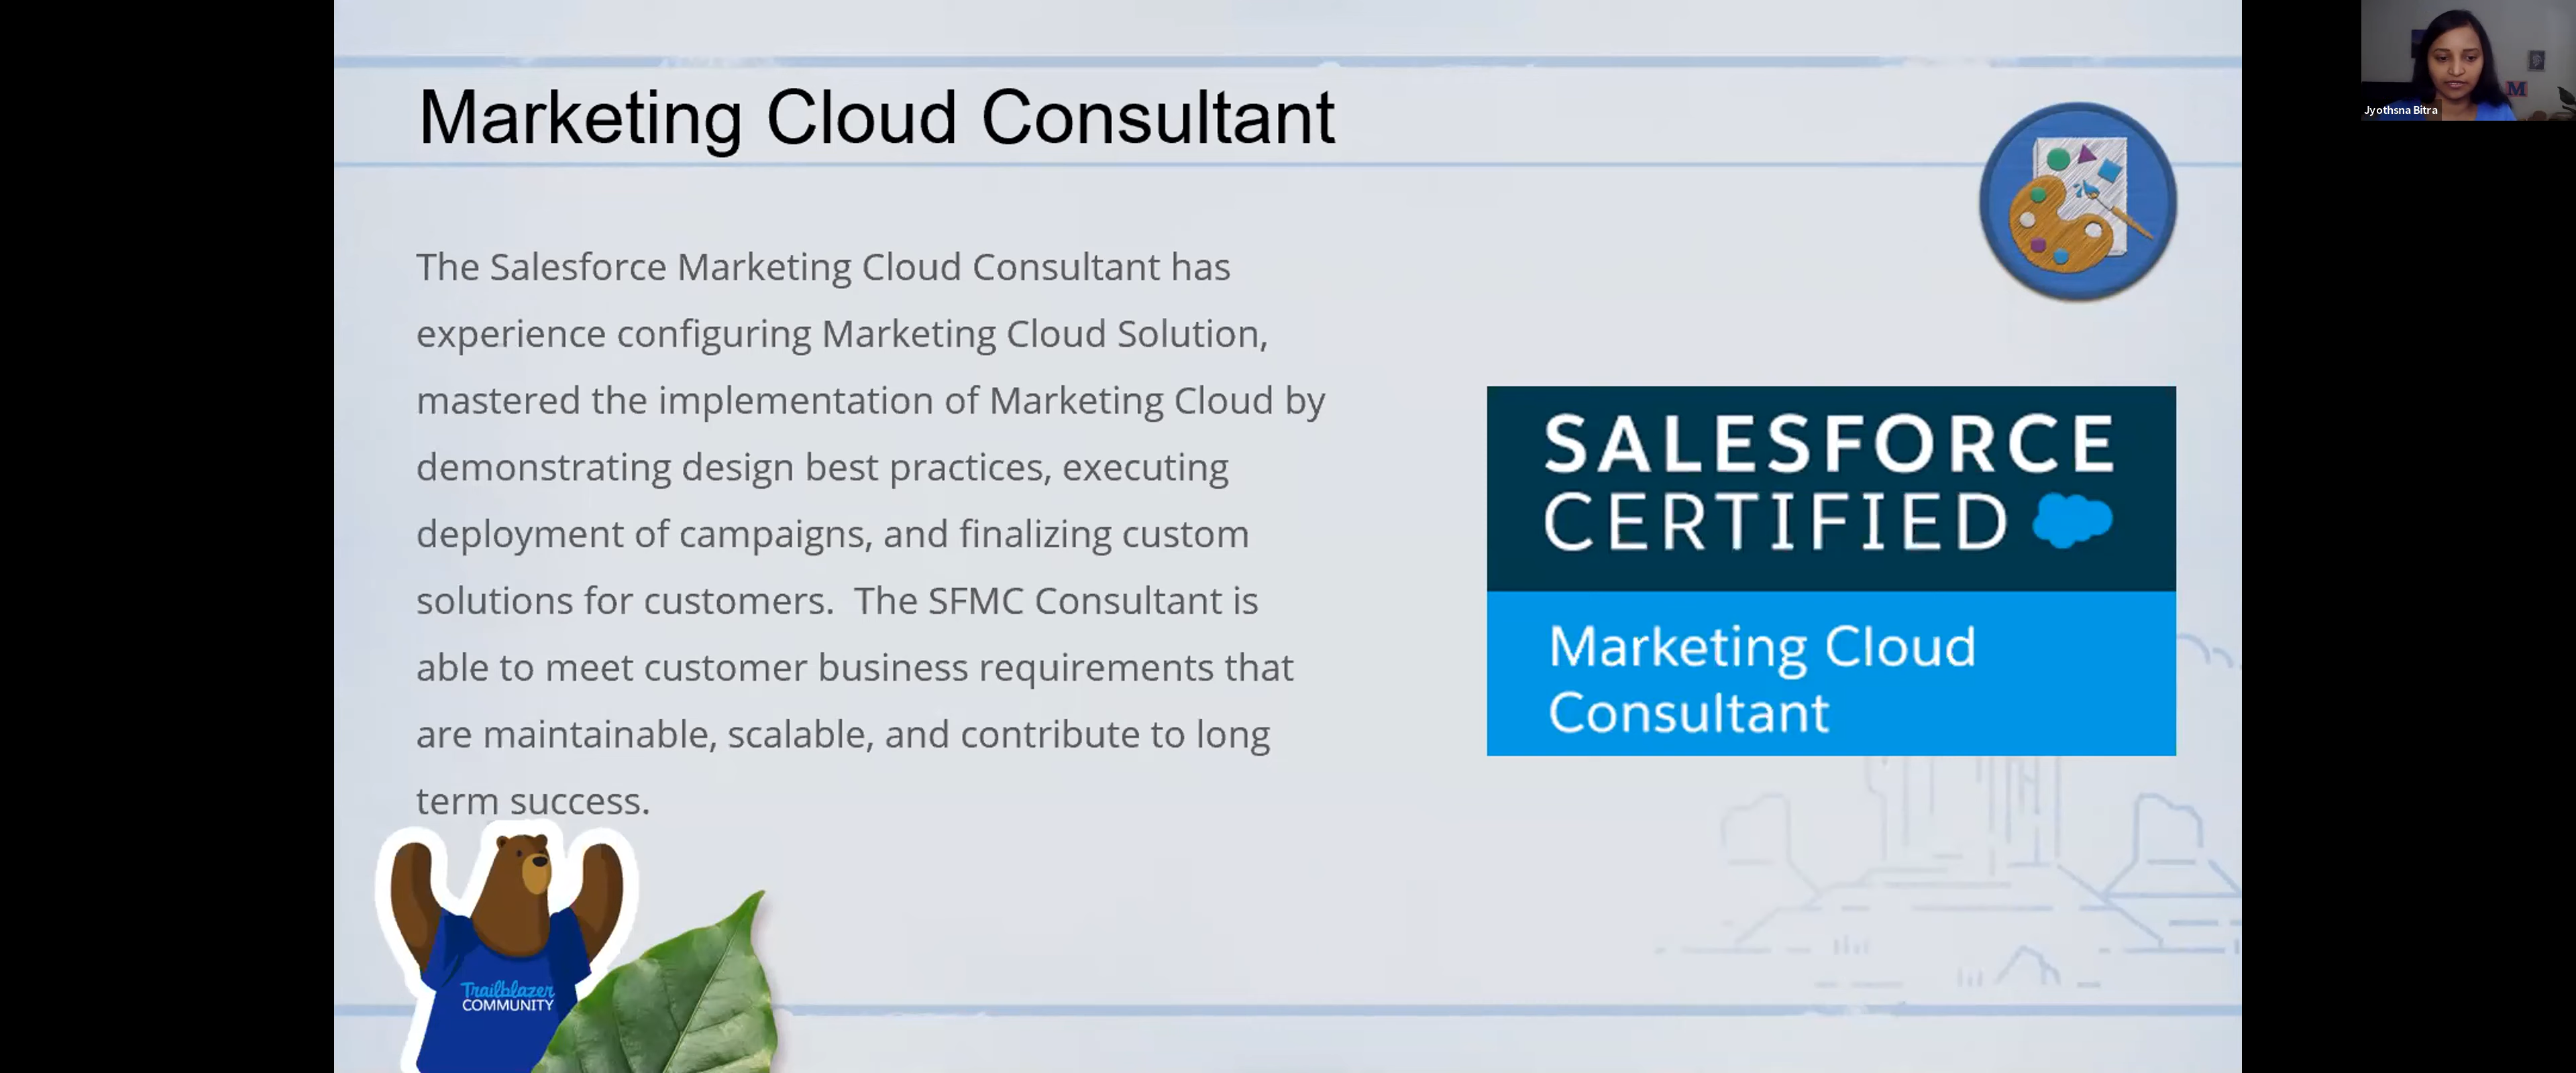 Marketing Cloud Consultant
Jyothsna Bitra
The Salesforce Marketing Cloud Consultant has
experience configuring Marketing Cloud Solution,
mastered the implementation of Marketing Cloud by
demonstrating design best practices, executing
deployment of campaigns, and finalizing custom
solutions for customers.  The SFMC Consultant is
able to meet customer business requirements that
are maintainable, scalable, and contribute to long
term success.
SALESFORCE
CERTIFIED
Marketing Cloud
Consultant
Trailblazer
COMMUNITY
M